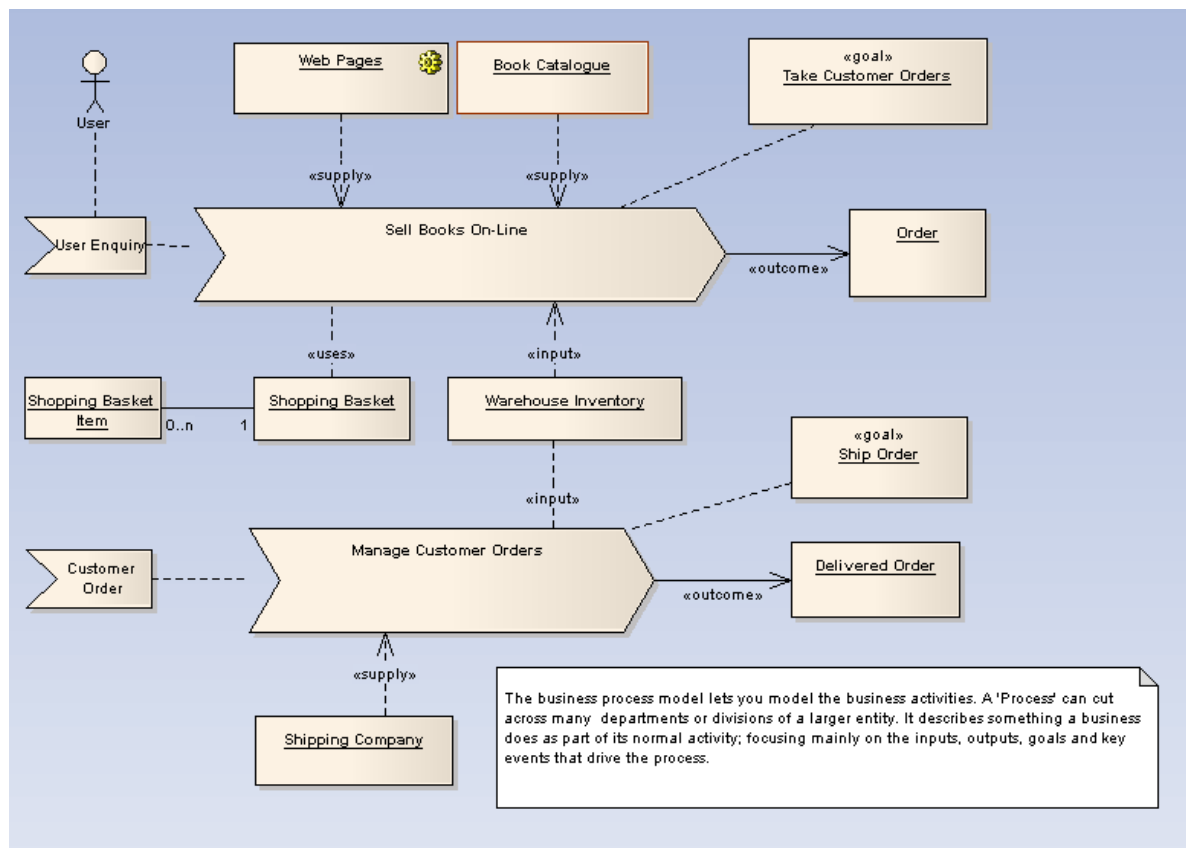 Web Pages
Book Catalogue
«goal»
Take Customer Orders
User
«supply»
«supply»
User Enquiry
Sell Books On-Line
Order
«outcome»
«uses»
«input»
Shopping Basket
Item
0..n
1
Shopping Basket
Warehouse Inventory
«goal»
Ship Order
«input»
Customer
Order
Manage Customer Orders
Delivered Order
«outcome»
«supply»
Shipping Company
The business process model lets you model the business activities. A 'Process' can cut
across many departments or divisions of a larger entity. It describes something a business
does as part of its normal activity; focusing mainly on the inputs, outputs, goals and key
events that drive the process.